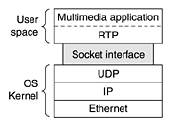 User
space
Multimedia application
RTP
Socket interface
OS
Kernel
UDP
IP
Ethernet